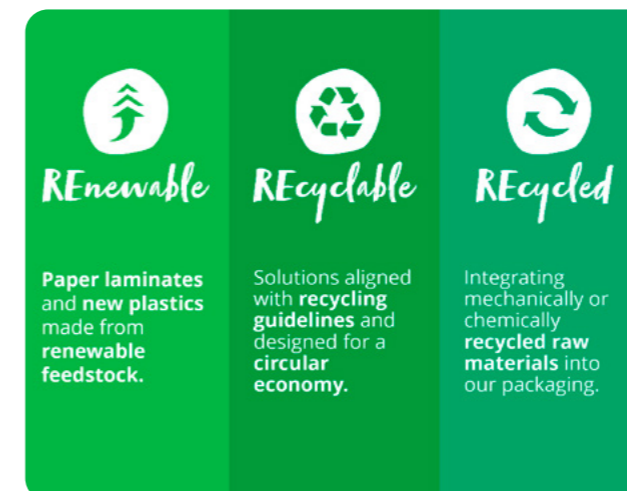 REnewable
Paper laminates
and new plastics
made from
renewable
feedstock.
REcyclable
Solutions aligned
with recycling
guidelines and
designed for a
circular
economy.
REcycled
Integrating
mechanically or
chemically
recycled raw
materials into
our packaging.